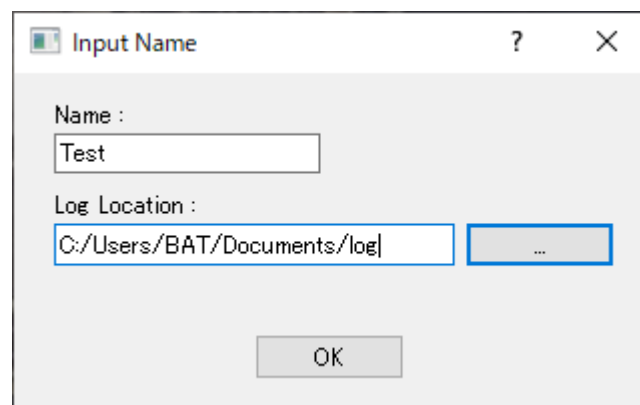 Input Name
? ×
Name :
Test
Log Location :
C:/Users/BAT/Documents/log
...
OK